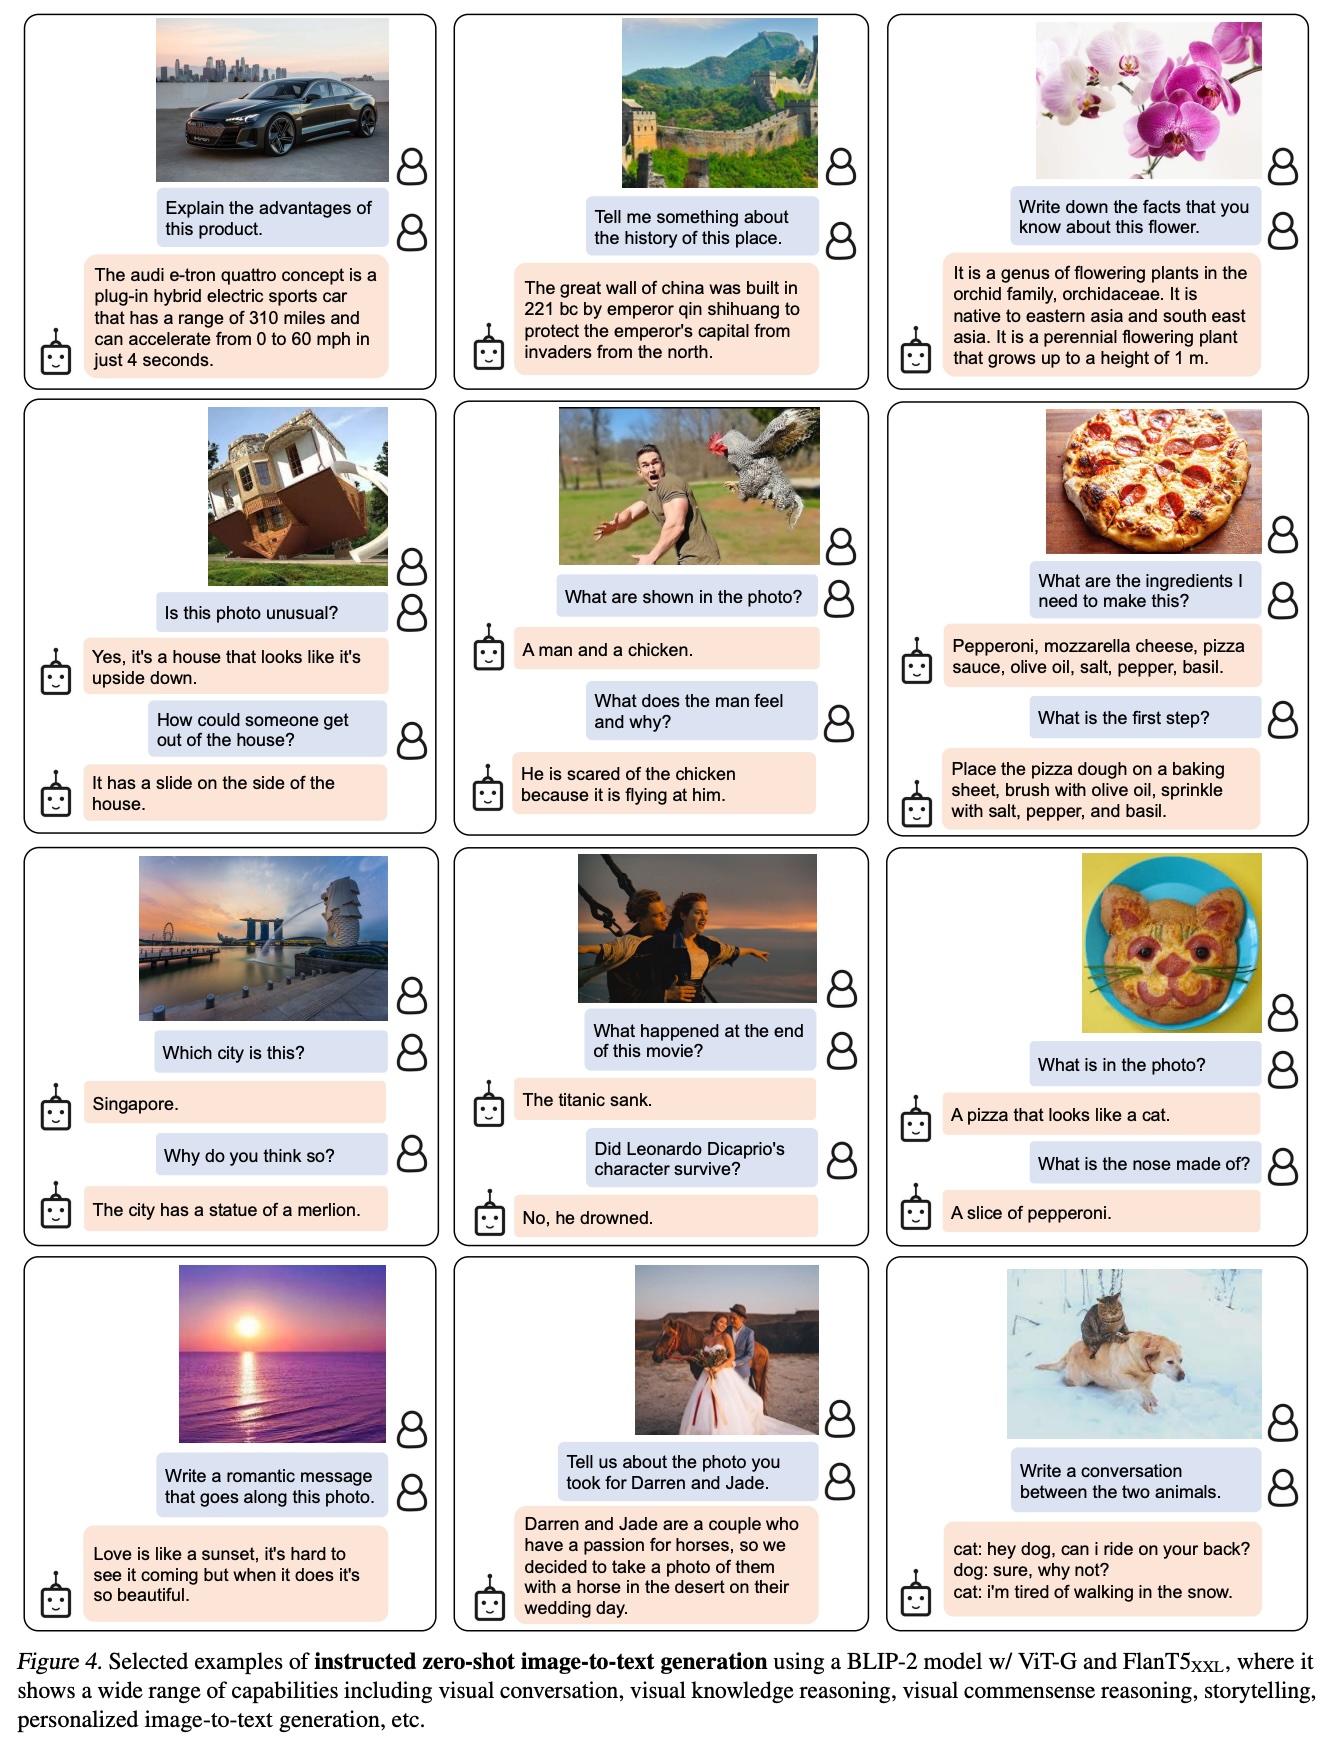 Explain the advantages of
this product.
The audi e-tron quattro concept is a
plug-in hybrid electric sports car
that has a range of 310 miles and
can accelerate from 0 to 60 mph in
just 4 seconds.
Tell me something about
the history of this place.
The great wall of china was built in
221 bc by emperor qin shihuang to
protect the emperor's capital from
invaders from the north.
Write down the facts that you
know about this flower.
It is a genus of flowering plants in the
orchid family, orchidaceae. It is
native to eastern asia and south east
asia. It is a perennial flowering plant
that grows up to a height of 1 m.
Is this photo unusual?
Yes, it's a house that looks like it's
upside down.
How could someone get
out of the house?
It has a slide on the side of the
house.
What are shown in the photo?
A man and a chicken.
What does the man feel
and why?
He is scared of the chicken
because it is flying at him.
What are the ingredients I
need to make this?
Pepperoni, mozzarella cheese, pizza
sauce, olive oil, salt, pepper, basil.
What is the first step?
Place the pizza dough on a baking
sheet, brush with olive oil, sprinkle
with salt, pepper, and basil.
Which city is this?
Singapore.
Why do you think so?
The city has a statue of a merlion.
What happened at the end
of this movie?
The titanic sank.
Did Leonardo Dicaprio's
character survive?
No, he drowned.
What is in the photo?
A pizza that looks like a cat.
What is the nose made of?
A slice of pepperoni.
Write a romantic message
that goes along this photo.
Love is like a sunset, it's hard to
see it coming but when it does it's
so beautiful.
Tell us about the photo you
took for Darren and Jade.
Darren and Jade are a couple who
have a passion for horses, so we
decided to take a photo of them
with a horse in the desert on their
wedding day.
Write a conversation
between the two animals.
cat: hey dog, can i ride on your back?
dog: sure, why not?
cat: i'm tired of walking in the snow.
Figure 4. Selected examples of instructed zero-shot image-to-text generation using a BLIP-2 model w/ ViT-G and FlanT5XXL, where it
shows a wide range of capabilities including visual conversation, visual knowledge reasoning, visual commensense reasoning, storytelling,
personalized image-to-text generation, etc.